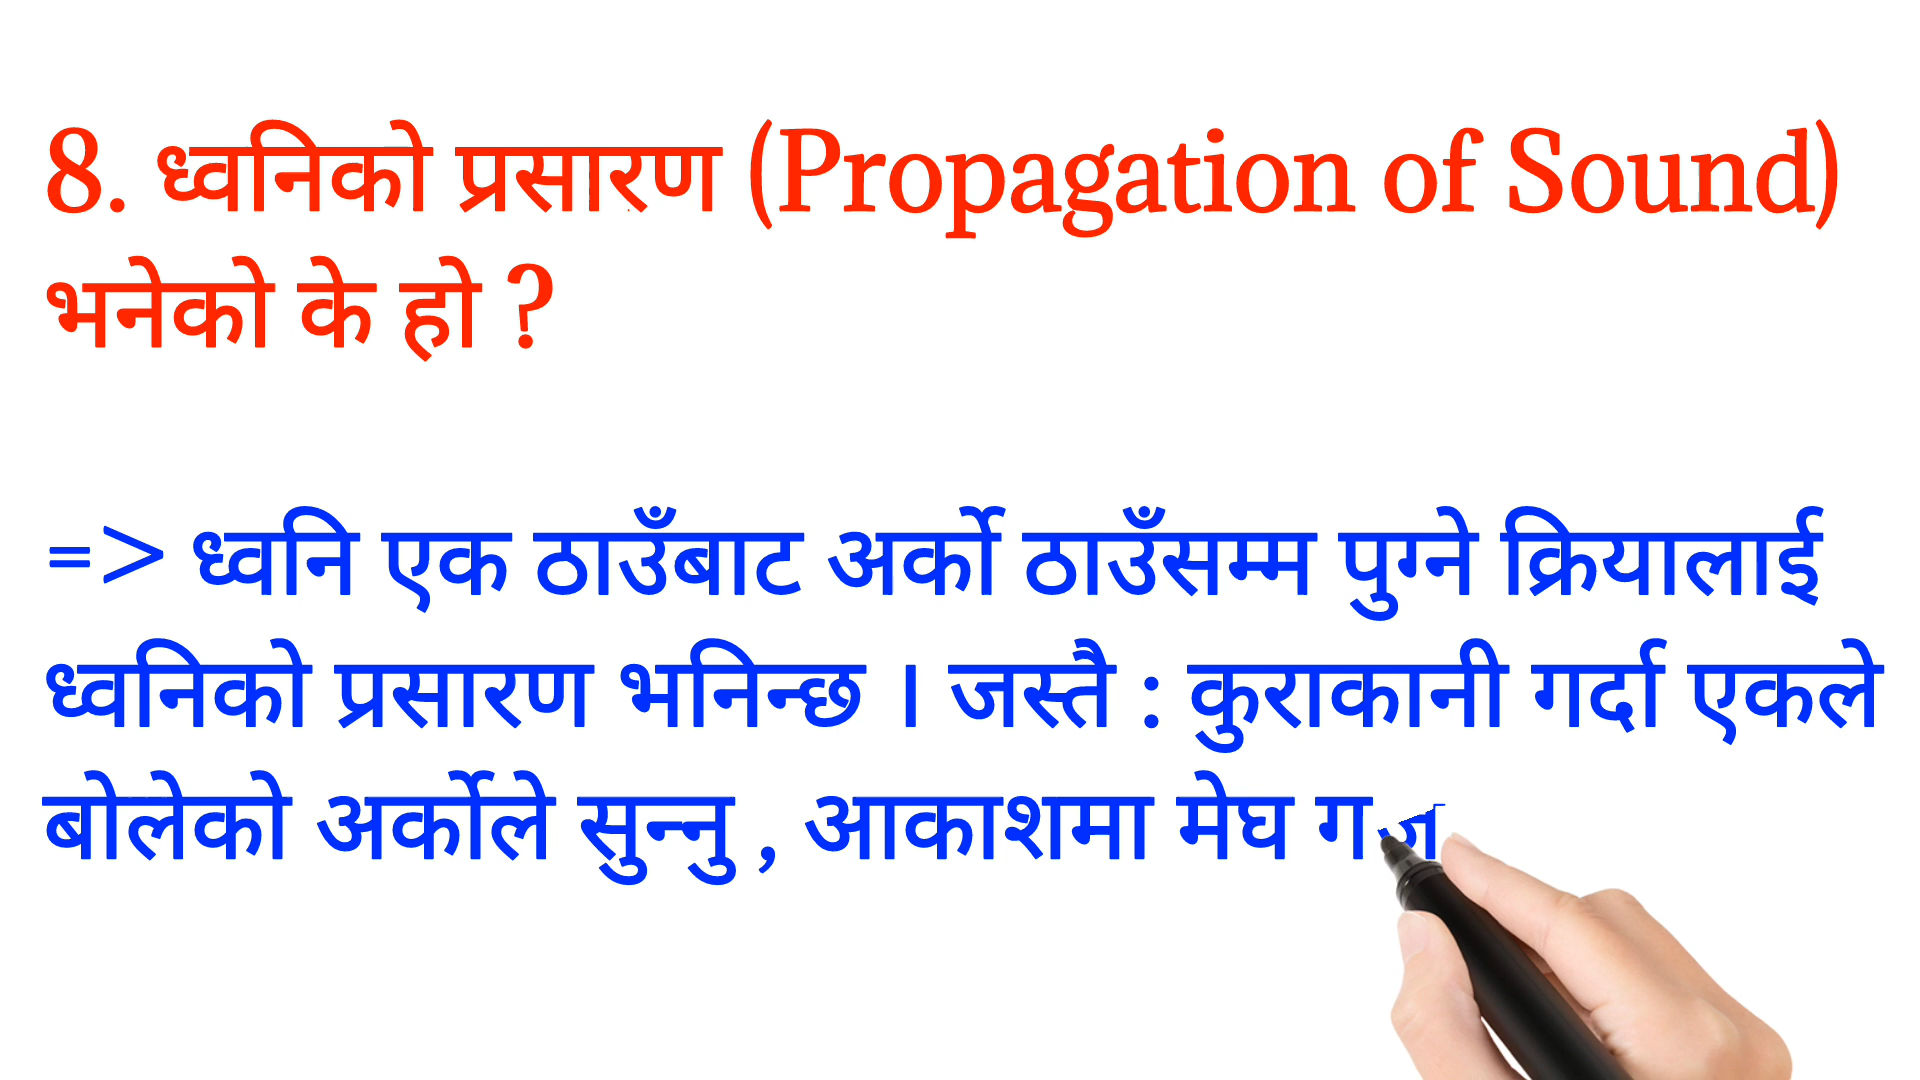 8. ध्वनिको प्रसारण (Propagation of Sound)
भनेको के हो ?
=> ध्वनि एक ठाउँबाट अर्को ठाउँसम्म पुग्ने क्रियालाई
ध्वनिको प्रसारण भनिन्छ । जस्तै : कुराकानी गर्दा एकले
बोलेको अर्कोले सुन्नु , आकाशमा मेघ